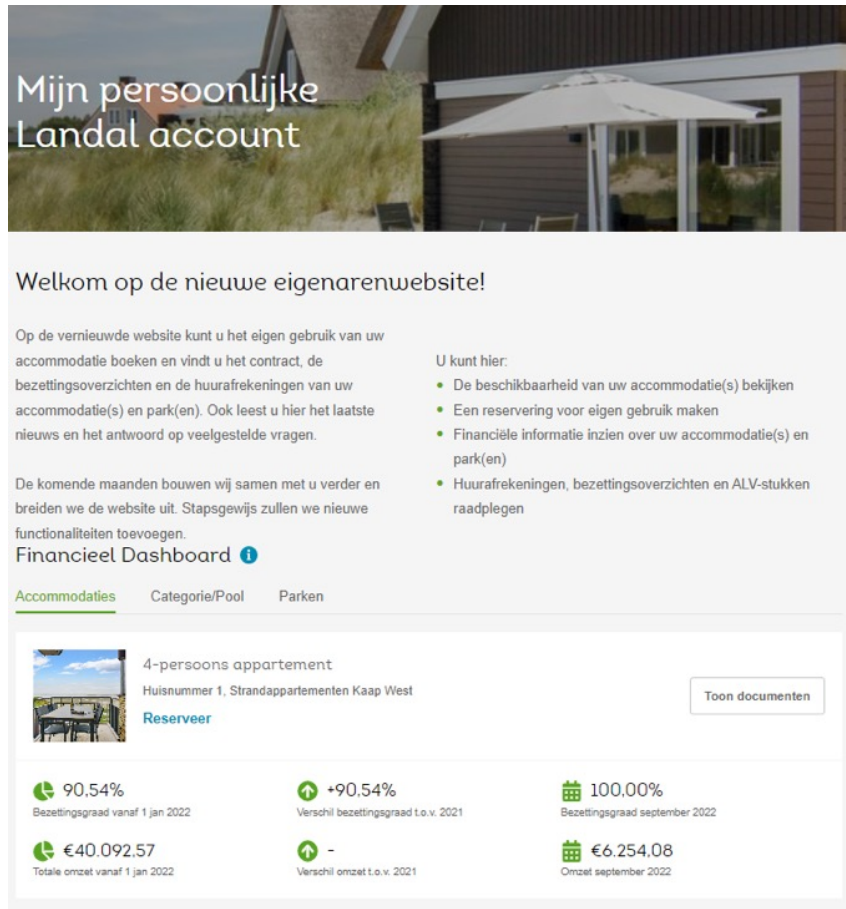 Mijn persoonlijke
Landal account
Welkom op de nieuwe eigenarenwebsite!
Op de vernieuwde website kunt u het eigen gebruik van uw
accommodatie boeken en vindt u het contract, de
bezettingsoverzichten en de huurafrekeningen van uw
accommodatie(s) en park(en). Ook leest u hier het laatste
nieuws en het antwoord op veelgestelde vragen.
De komende maanden bouwen wij samen met u verder en
breiden we de website uit. Stapsgewijs zullen we nieuwe
functionaliteiten toevoegen.
U kunt hier:
• De beschikbaarheid van uw accommodatie(s) bekijken
• Een reservering voor eigen gebruik maken
• Financiële informatie inzien over uw accommodatie(s) en
park(en)
• Huurafrekeningen, bezettingsoverzichten en ALV-stukken
raadplegen
Financieel Dashboard i
Accommodaties Categorie/Pool Parken
4-persoons appartement
Huisnummer 1, Strandappartementen Kaap West
Reserveer
Toon documenten
90,54% +90.54% 100,00%
Bezettingsgraad vanaf 1 jan 2022 Verschil bezettingsgraad t.o.v. 2021 Bezettingsgraad september 2022
€40.092,57 - €6.254,08
Totale omzet vanaf 1 jan 2022 Verschil omzet t.o.v. 2021 Omzet september 2022